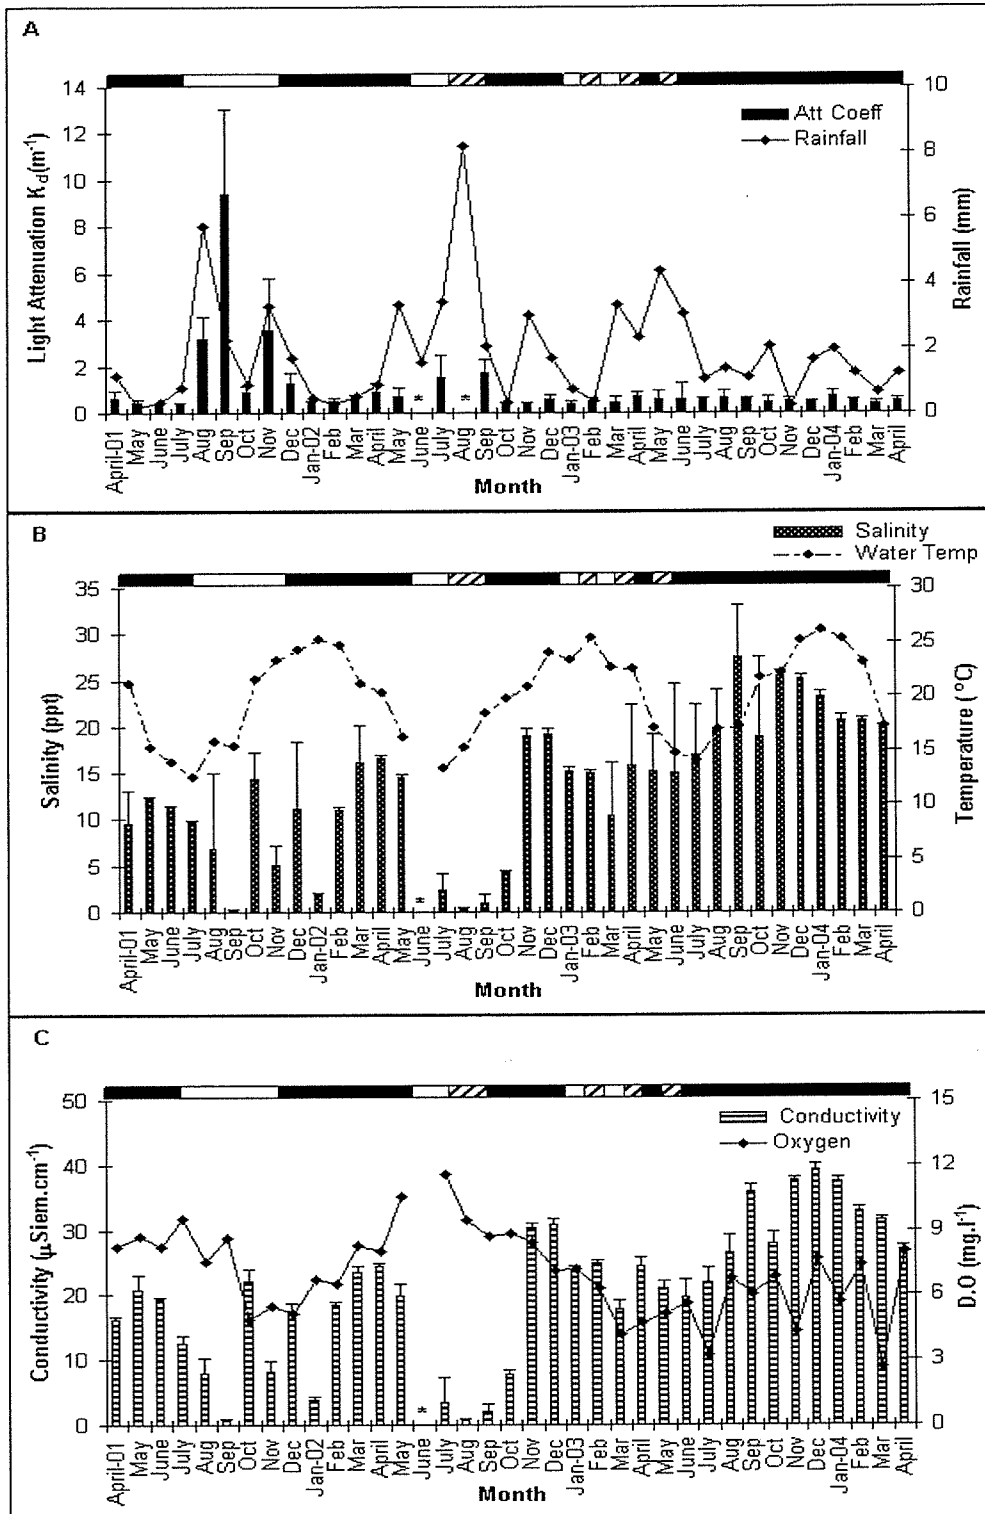 A
14
12
10
8
6
4
2
0
Light Attenuation K_d(m⁻¹)
10
8
6
4
2
0
Rainfall (mm)
Att Coeff
Rainfall
* *
April-01 May June July Aug Sep Oct Nov Dec Jan-02 Feb Mar April May June July Aug Sep Oct Nov Dec Jan-03 Feb Mar April May June July Aug Sep Oct Nov Dec Jan-04 Feb Mar April
Month
B
Salinity
Water Temp
35
30
25
20
15
10
5
0
Salinity (ppt)
30
25
20
15
10
5
0
Temperature (°C)
*
April-01 May June July Aug Sep Oct Nov Dec Jan-02 Feb Mar April May June July Aug Sep Oct Nov Dec Jan-03 Feb Mar April May June July Aug Sep Oct Nov Dec Jan-04 Feb Mar April
Month
C
50
40
30
20
10
0
Conductivity (µSiem.cm⁻¹)
15
12
9
6
3
0
D.O (mg.l⁻¹)
Conductivity
Oxygen
*
April-01 May June July Aug Sep Oct Nov Dec Jan-02 Feb Mar April May June July Aug Sep Oct Nov Dec Jan-03 Feb Mar April May June July Aug Sep Oct Nov Dec Jan-04 Feb Mar April
Month